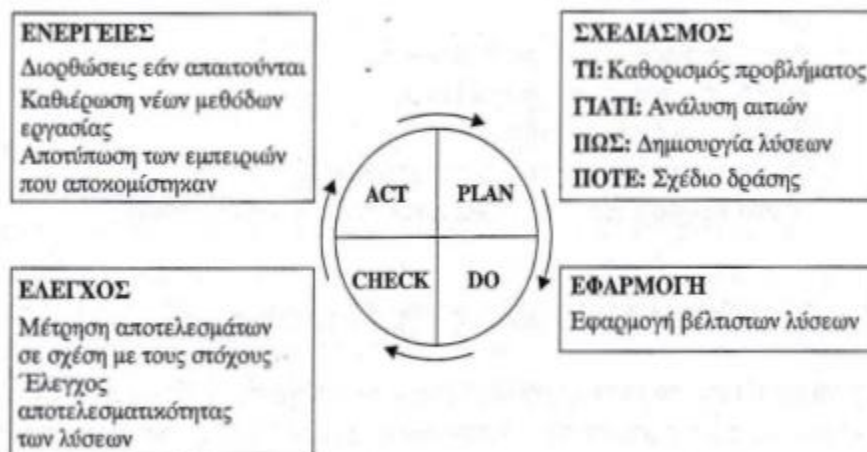 ΕΝΕΡΓΕΙΕΣ
Διορθώσεις εάν απαιτούνται
Καθιέρωση νέων μεθόδων
εργασίας
Αποτύπωση των εμπειριών
που αποκομίστηκαν
ΣΧΕΔΙΑΣΜΟΣ
ΤΙ: Καθορισμός προβλήματος
ΓΙΑΤΙ: Ανάλυση αιτιών
ΠΩΣ: Δημιουργία λύσεων
ΠΟΤΕ: Σχέδιο δράσης
ACT
PLAN
CHECK
DO
ΕΛΕΓΧΟΣ
Μέτρηση αποτελεσμάτων
σε σχέση με τους στόχους
Έλεγχος
αποτελεσματικότητας
των λύσεων
ΕΦΑΡΜΟΓΗ
Εφαρμογή βέλτιστων λύσεων